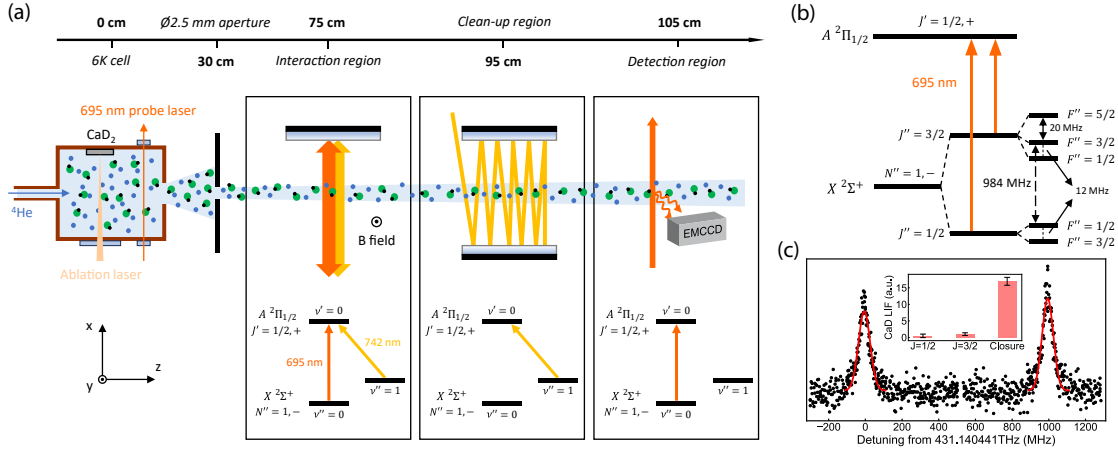 (a)
0 cm
Ø2.5 mm aperture
75 cm
Clean-up region
105 cm
6K cell
30 cm
Interaction region
95 cm
Detection region
695 nm probe laser
CaD₂
⁴He
Ablation laser
B field
EMCCD
x
y
z
A ²Π₁/₂
J′ = 1/2, +
ν′ = 0
695 nm
742 nm
ν′′ = 1
X ²Σ⁺
N′′ = 1, −
ν′′ = 0
A ²Π₁/₂
J′ = 1/2, +
ν′ = 0
ν′′ = 1
X ²Σ⁺
N′′ = 1, −
ν′′ = 0
A ²Π₁/₂
J′ = 1/2, +
ν′ = 0
ν′′ = 1
X ²Σ⁺
N′′ = 1, −
ν′′ = 0
(b)
J′ = 1/2, +
A ²Π₁/₂
695 nm
F′′ = 5/2
20 MHz
J′′ = 3/2
F′′ = 3/2
F′′ = 1/2
N′′ = 1, −
X ²Σ⁺
984 MHz
12 MHz
J′′ = 1/2
F′′ = 1/2
F′′ = 3/2
(c)
CaD LIF (a.u.)
15
10
5
0
J=1/2
J=3/2
Closure
−200
0
200
400
600
800
1000
1200
Detuning from 431.140441THz (MHz)